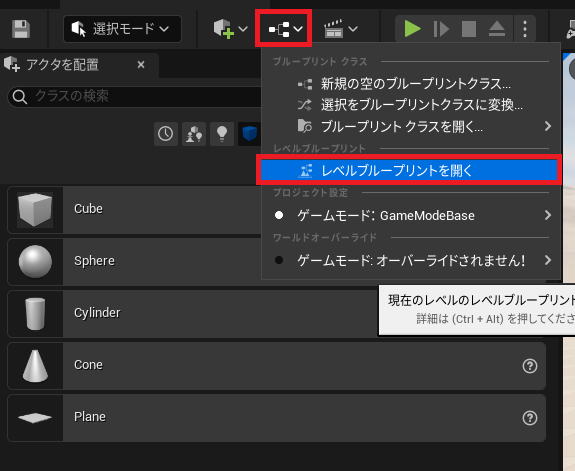 選択モード
アクタを配置
クラスの検索
ブループリント クラス
新規の空のブループリントクラス...
選択をブループリントクラスに変換...
ブループリント クラスを開く...
レベルブループリント
レベルブループリントを開く
プロジェクト設定
ゲームモード: GameModeBase
ワールドオーバーライド
ゲームモード: オーバーライドされません!
現在のレベルのレベルブループリント
詳細は (Ctrl + Alt) を押してくださ
Cube
Sphere
Cylinder
Cone
Plane